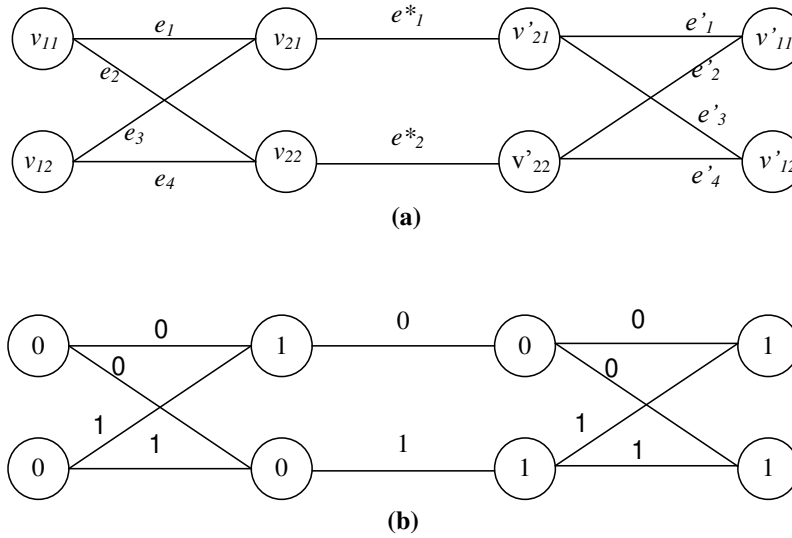 v11 e1 v21 e*1 v'21 e'1 v'11
e2 e'2
e3 e'3
v12 e4 v22 e*2 v'22 e'4 v'12
(a)
0 0 1 0 0 0 1
0 0
1 1
0 1 0 1 1 1 1
(b)